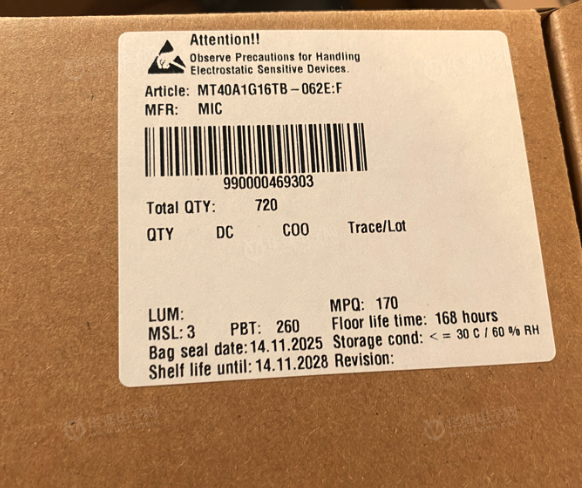 Attention!!
Observe Precautions for Handling
Electrostatic Sensitive Devices.
Article: MT40A1G16TB-062E:F
MFR: MIC
990000469303
Total QTY: 720
QTY DC COO Trace/Lot
LUM: MPQ: 170
MSL: 3 PBT: 260 Floor life time: 168 hours
Bag seal date: 14.11.2025 Storage cond: <= 30 C / 60 % RH
Shelf life until: 14.11.2028 Revision: